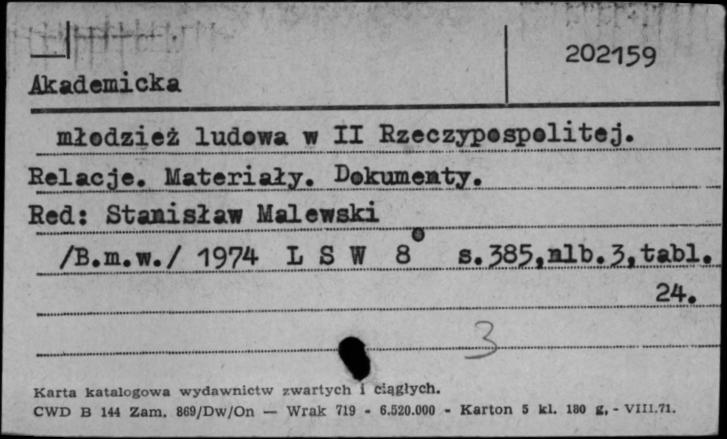 202159
Akademicka
młodzież ludowa w II Rzeczypospolitej.
Relacje. Materiały. Dokumenty.
Red: Stanisław Malewski
/B.m.w./ 1974 L S W 8° s.385,nlb.3,tabl.
24.
3
Karta katalogowa wydawnictw zwartych i ciągłych.
CWD B 144 Zam. 869/Dw/On — Wrak 719 - 6.520.000 - Karton 5 kl. 180 g, - VIII.71.